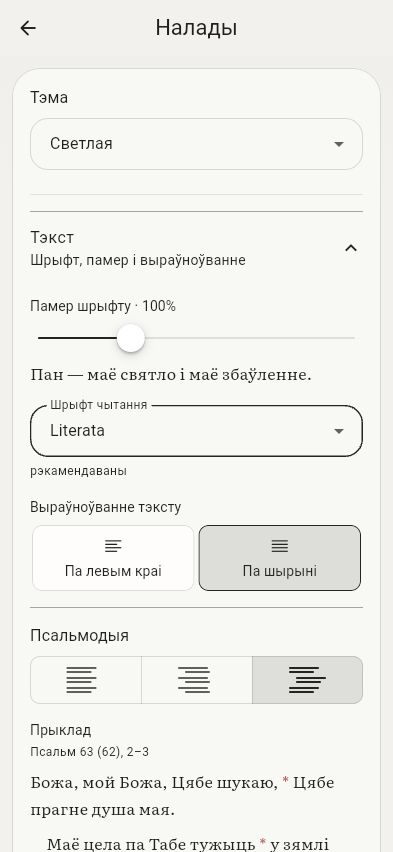 Налады
Тэма
Светлая
Тэкст
Шрыфт, памер і выраўноўванне
Памер шрыфту · 100%
Пан — маё святло і маё збаўленне.
Шрыфт чытання
Literata
рэкамендаваны
Выраўноўванне тэксту
Па левым краі
Па шырыні
Псальмодыя
Прыклад
Псальм 63 (62), 2–3
Божа, мой Божа, Цябе шукаю, * Цябе
прагне душа мая.
Маё цела па Табе тужыць * у зямлі